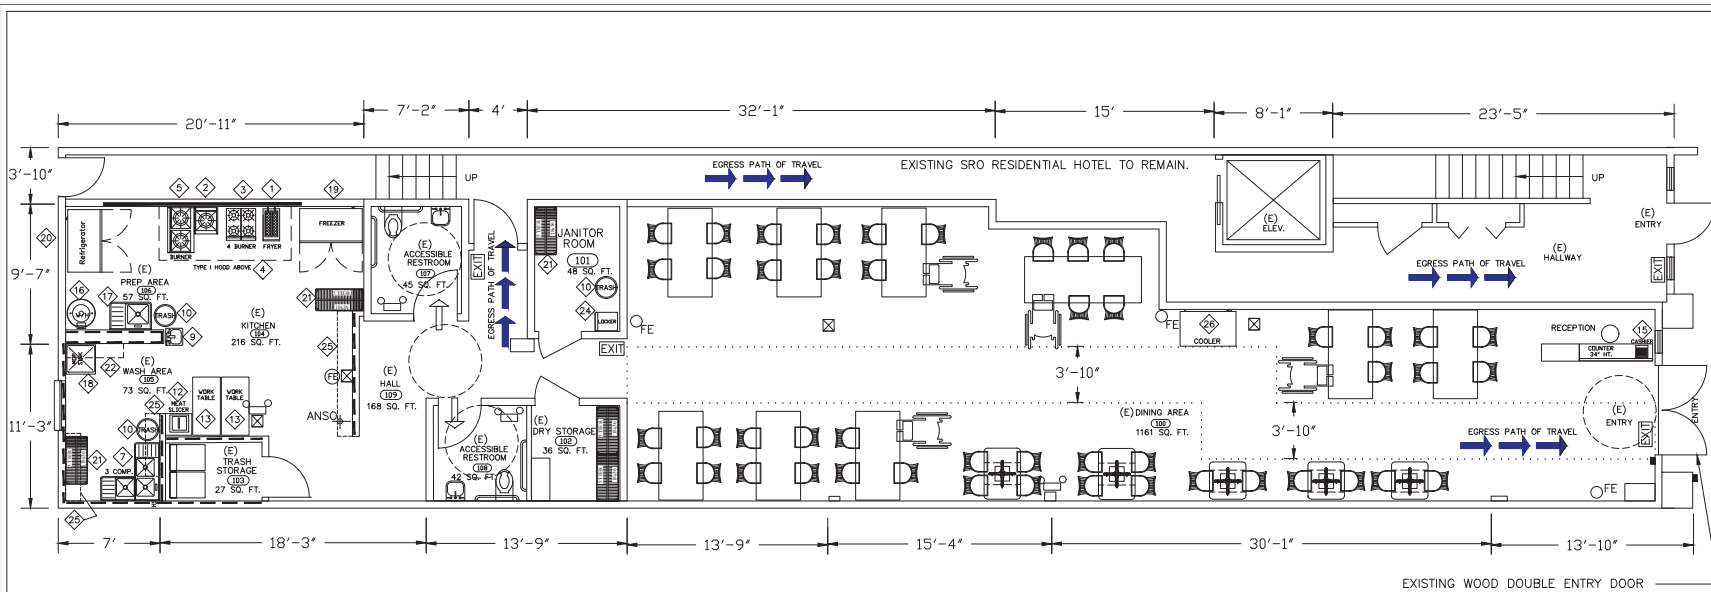 20'-11"
7'-2"
4'
32'-1"
15'
8'-1"
23'-5"
3'-10"
9'-7"
11'-3"
UP
EGRESS PATH OF TRAVEL
EXISTING SRO RESIDENTIAL HOTEL TO REMAIN.
UP
5
2
3
1
19
20
Refrigerator
BURNER
4 BURNER
FRYER
FREEZER
TYPE I HOOD ABOVE
4
(E)
PREP AREA
106
57 SQ. FT.
16
17
TRASH
10
9
21
(E)
KITCHEN
104
216 SQ. FT.
(E)
ACCESSIBLE
RESTROOM
107
45 SQ. FT.
EXIT
EGRESS PATH OF TRAVEL
JANITOR
ROOM
101
48 SQ. FT.
21
10
TRASH
24
LOCKER
EXIT
FE
(E)
ELEV.
(E)
ENTRY
(E)
HALLWAY
EGRESS PATH OF TRAVEL
EXIT
FE
26
COOLER
RECEPTION
15
CASHIER
COUNTER
34" HT.
18
22
(E)
WASH AREA
105
73 SQ. FT.
25
FE
12
MEAT
SLICER
WORK
TABLE
WORK
TABLE
13
13
ANSO
25
10
TRASH
21
7
3 COMP.
25
(E)
TRASH
STORAGE
103
27 SQ. FT.
(E)
HALL
109
168 SQ. FT.
(E)
ACCESSIBLE
RESTROOM
108
42 SQ. FT.
(E)
DRY STORAGE
102
36 SQ. FT.
3'-10"
(E) DINING AREA
100
1161 SQ. FT.
3'-10"
EGRESS PATH OF TRAVEL
(E)
ENTRY
EXIT
ENTRY
FE
7'
18'-3"
13'-9"
13'-9"
15'-4"
30'-1"
13'-10"
EXISTING WOOD DOUBLE ENTRY DOOR